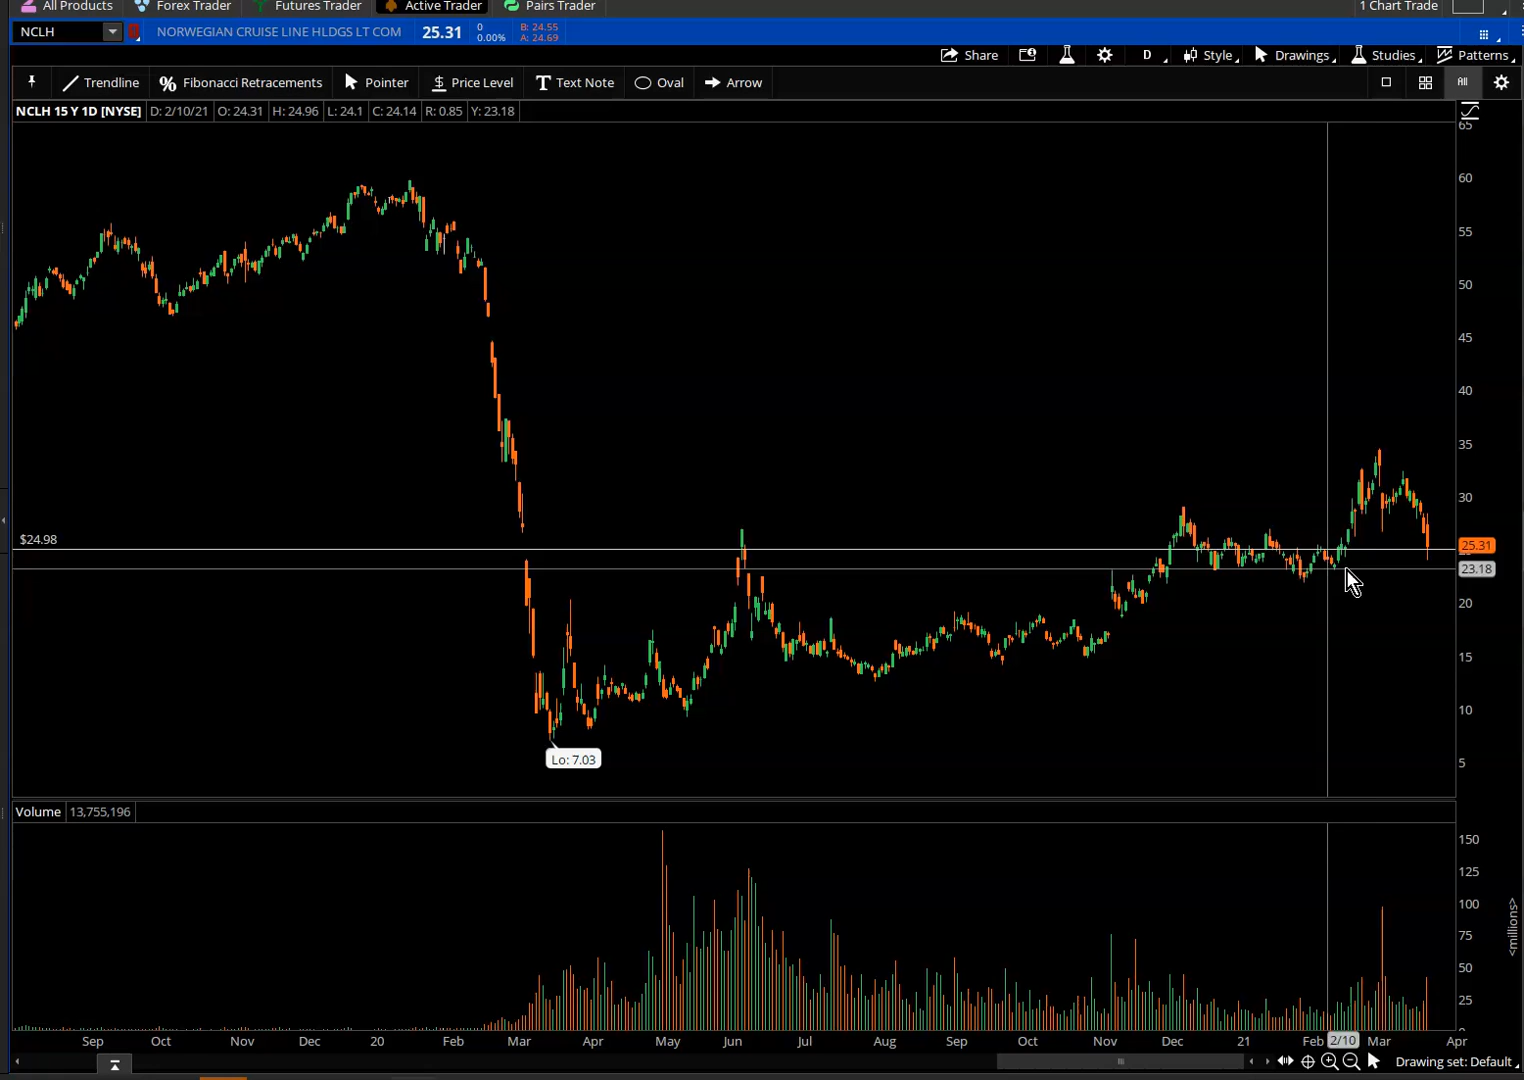 All Products Forex Trader Futures Trader Active Trader Pairs Trader 1 Chart Trade
NCLH NORWEGIAN CRUISE LINE HLDGS LT COM 25.31 0 B: 24.55
0.00% A: 24.69
Share D Style Drawings Studies Patterns
Trendline Fibonacci Retracements Pointer $ Price Level T Text Note Oval Arrow All
NCLH 15 Y 1D [NYSE] D: 2/10/21 O: 24.31 H: 24.96 L: 24.1 C: 24.14 R: 0.85 Y: 23.18
65
60
55
50
45
40
35
30
$24.98
25.31
23.18
20
15
10
Lo: 7.03
5
Volume 13,755,196
150
125
100
75
50
25
<millions>
Sep Oct Nov Dec 20 Feb Mar Apr May Jun Jul Aug Sep Oct Nov Dec 21 Feb 2/10 Mar Apr
Drawing set: Default